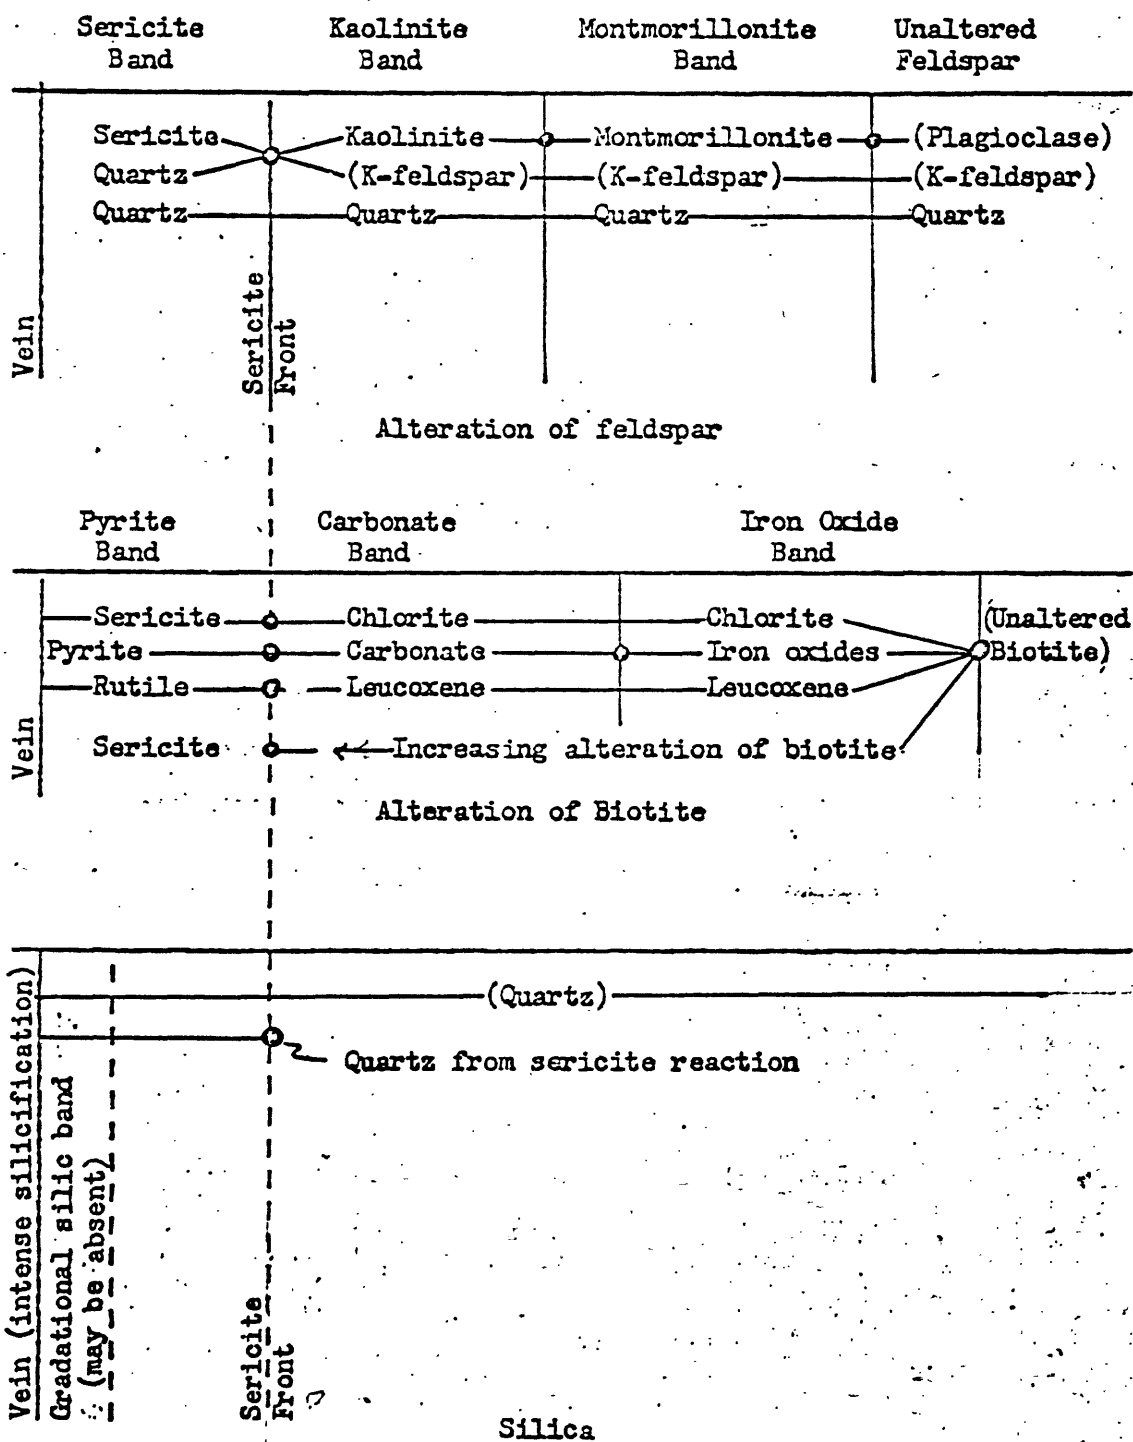 Sericite Kaolinite Montmorillonite Unaltered
Band Band Band Feldspar
Sericite Kaolinite Montmorillonite (Plagioclase)
Quartz (K-feldspar) (K-feldspar) (K-feldspar)
Quartz Quartz Quartz Quartz
Vein
Sericite
Front
Alteration of feldspar
Pyrite Carbonate Iron Oxide
Band Band Band
Sericite Chlorite Chlorite (Unaltered
Pyrite Carbonate Iron oxides Biotite)
Rutile Leucoxene Leucoxene
Sericite Increasing alteration of biotite
Vein
Alteration of Biotite
(Quartz)
Quartz from sericite reaction
Vein (intense silicification)
Gradational silic band
(may be absent)
Sericite
Front
Silica